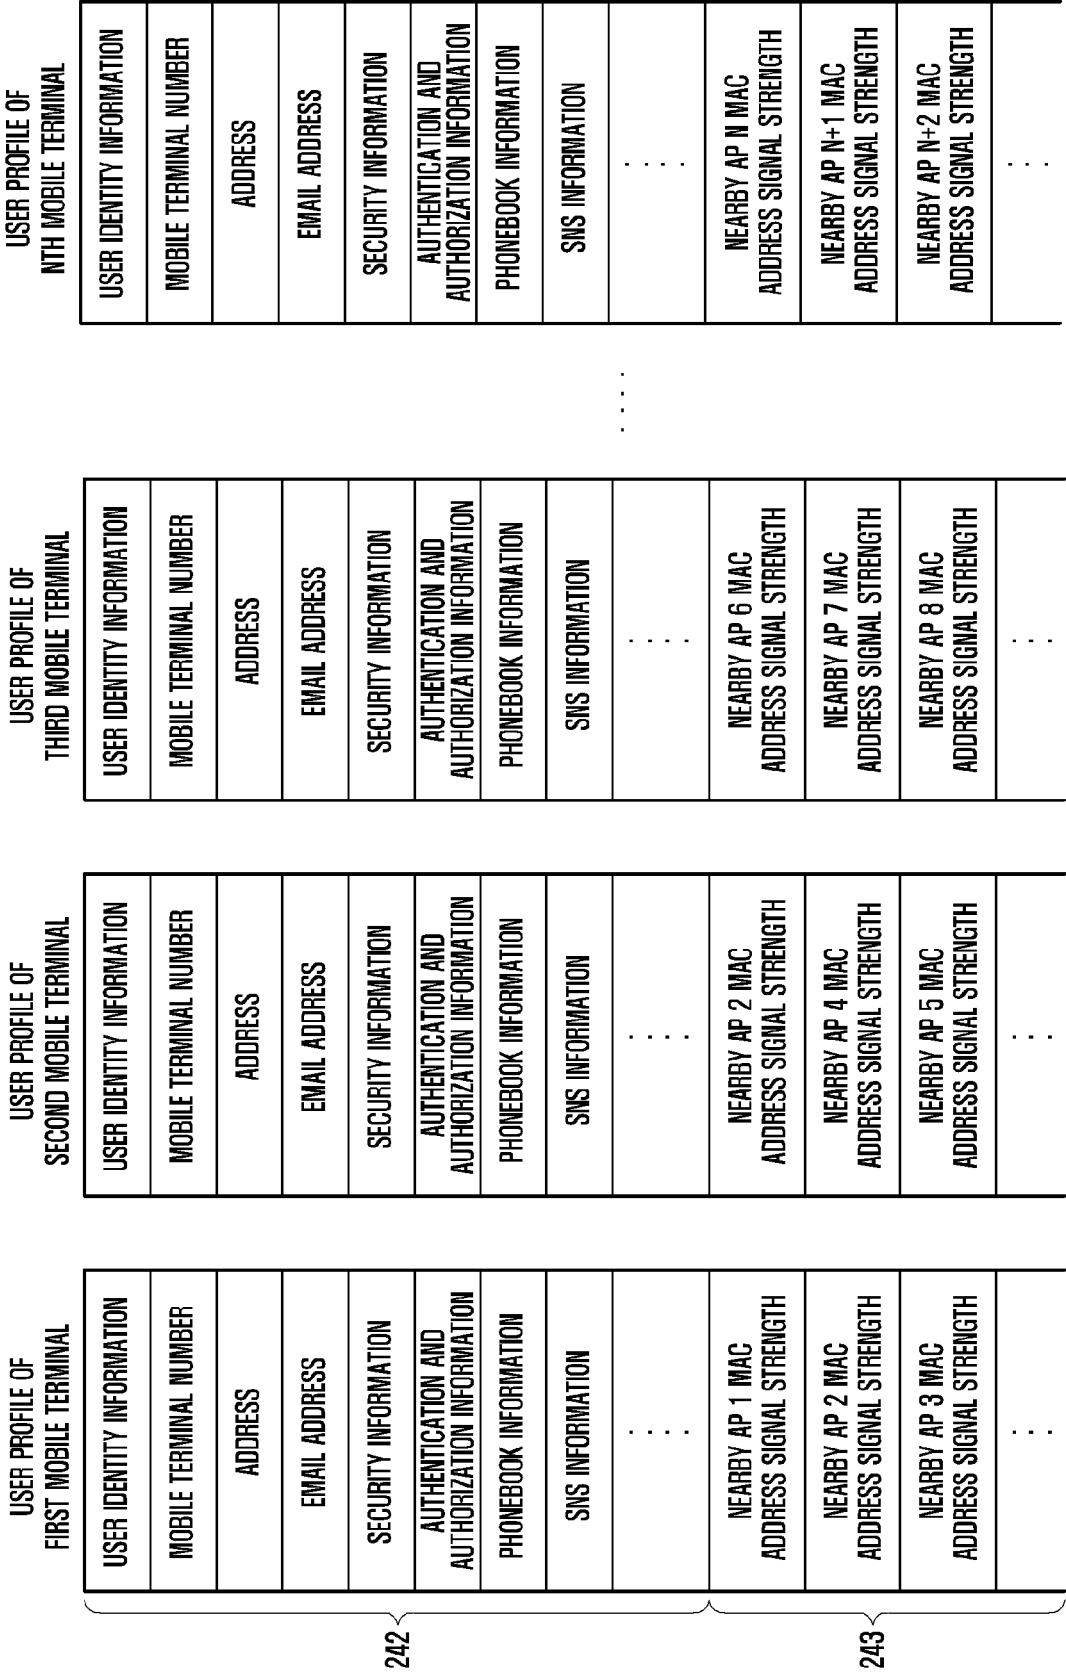 USER PROFILE OF
FIRST MOBILE TERMINAL
USER IDENTITY INFORMATION
MOBILE TERMINAL NUMBER
ADDRESS
EMAIL ADDRESS
SECURITY INFORMATION
AUTHENTICATION AND
AUTHORIZATION INFORMATION
PHONEBOOK INFORMATION
SNS INFORMATION
. . . .
NEARBY AP 1 MAC
ADDRESS SIGNAL STRENGTH
NEARBY AP 2 MAC
ADDRESS SIGNAL STRENGTH
NEARBY AP 3 MAC
ADDRESS SIGNAL STRENGTH
. . .
242
243
USER PROFILE OF
SECOND MOBILE TERMINAL
USER IDENTITY INFORMATION
MOBILE TERMINAL NUMBER
ADDRESS
EMAIL ADDRESS
SECURITY INFORMATION
AUTHENTICATION AND
AUTHORIZATION INFORMATION
PHONEBOOK INFORMATION
SNS INFORMATION
. . . .
NEARBY AP 2 MAC
ADDRESS SIGNAL STRENGTH
NEARBY AP 4 MAC
ADDRESS SIGNAL STRENGTH
NEARBY AP 5 MAC
ADDRESS SIGNAL STRENGTH
. . .
USER PROFILE OF
THIRD MOBILE TERMINAL
USER IDENTITY INFORMATION
MOBILE TERMINAL NUMBER
ADDRESS
EMAIL ADDRESS
SECURITY INFORMATION
AUTHENTICATION AND
AUTHORIZATION INFORMATION
PHONEBOOK INFORMATION
SNS INFORMATION
. . . .
NEARBY AP 6 MAC
ADDRESS SIGNAL STRENGTH
NEARBY AP 7 MAC
ADDRESS SIGNAL STRENGTH
NEARBY AP 8 MAC
ADDRESS SIGNAL STRENGTH
. . .
. . . .
USER PROFILE OF
NTH MOBILE TERMINAL
USER IDENTITY INFORMATION
MOBILE TERMINAL NUMBER
ADDRESS
EMAIL ADDRESS
SECURITY INFORMATION
AUTHENTICATION AND
AUTHORIZATION INFORMATION
PHONEBOOK INFORMATION
SNS INFORMATION
. . . .
NEARBY AP N MAC
ADDRESS SIGNAL STRENGTH
NEARBY AP N+1 MAC
ADDRESS SIGNAL STRENGTH
NEARBY AP N+2 MAC
ADDRESS SIGNAL STRENGTH
. . .